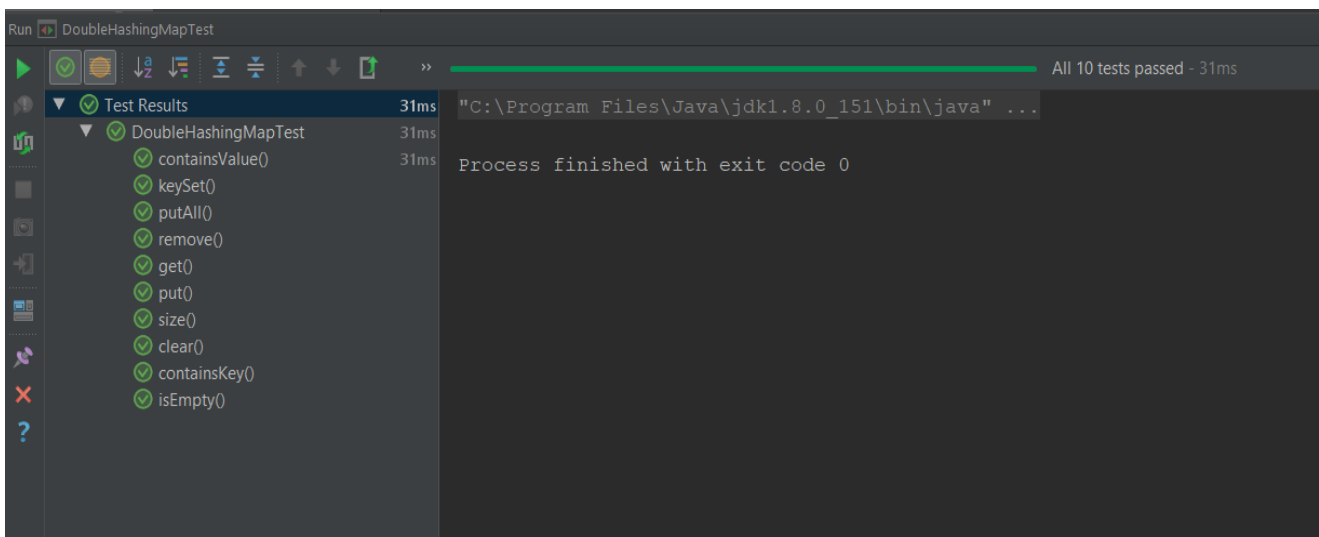 Run DoubleHashingMapTest
All 10 tests passed - 31ms
Test Results 31ms
DoubleHashingMapTest 31ms
containsValue() 31ms
keySet()
putAll()
remove()
get()
put()
size()
clear()
containsKey()
isEmpty()
"C:\Program Files\Java\jdk1.8.0_151\bin\java" ...
Process finished with exit code 0